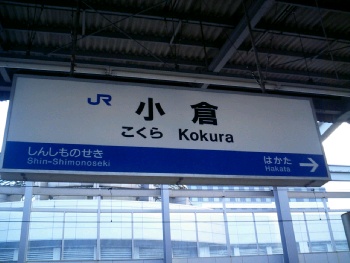 JR
小倉
こくら Kokura
しんしものせき
Shin-Shimonoseki
はかた
Hakata